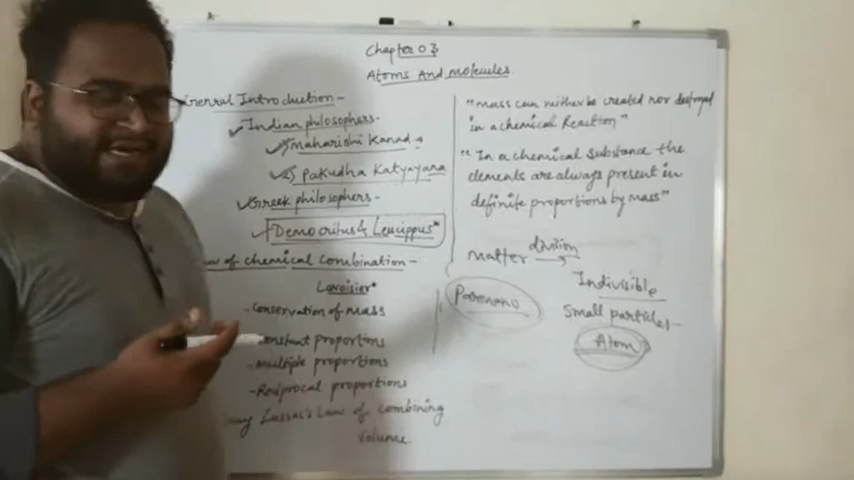 Chapter 03
Atoms And molecules.
Genral Introduction -
Indian philosophers -
1) Maharishi Kanad -
2) Pakudha Katyayana
Greek philosophers -
Democritus & Leucippus*
of chemical Combination -
Lavoisier*
- Conservation of mass
constant proportions
- Multiple proportions
- Reciprocal proportions
Lussac's Law of combining
Volume.
"mass can neither be created nor destroyed
in a chemical Reaction"
"In a chemical substance the
elements are always present in
definite proportions by mass"
matter division →
Indivisible
Small particles -
Atom